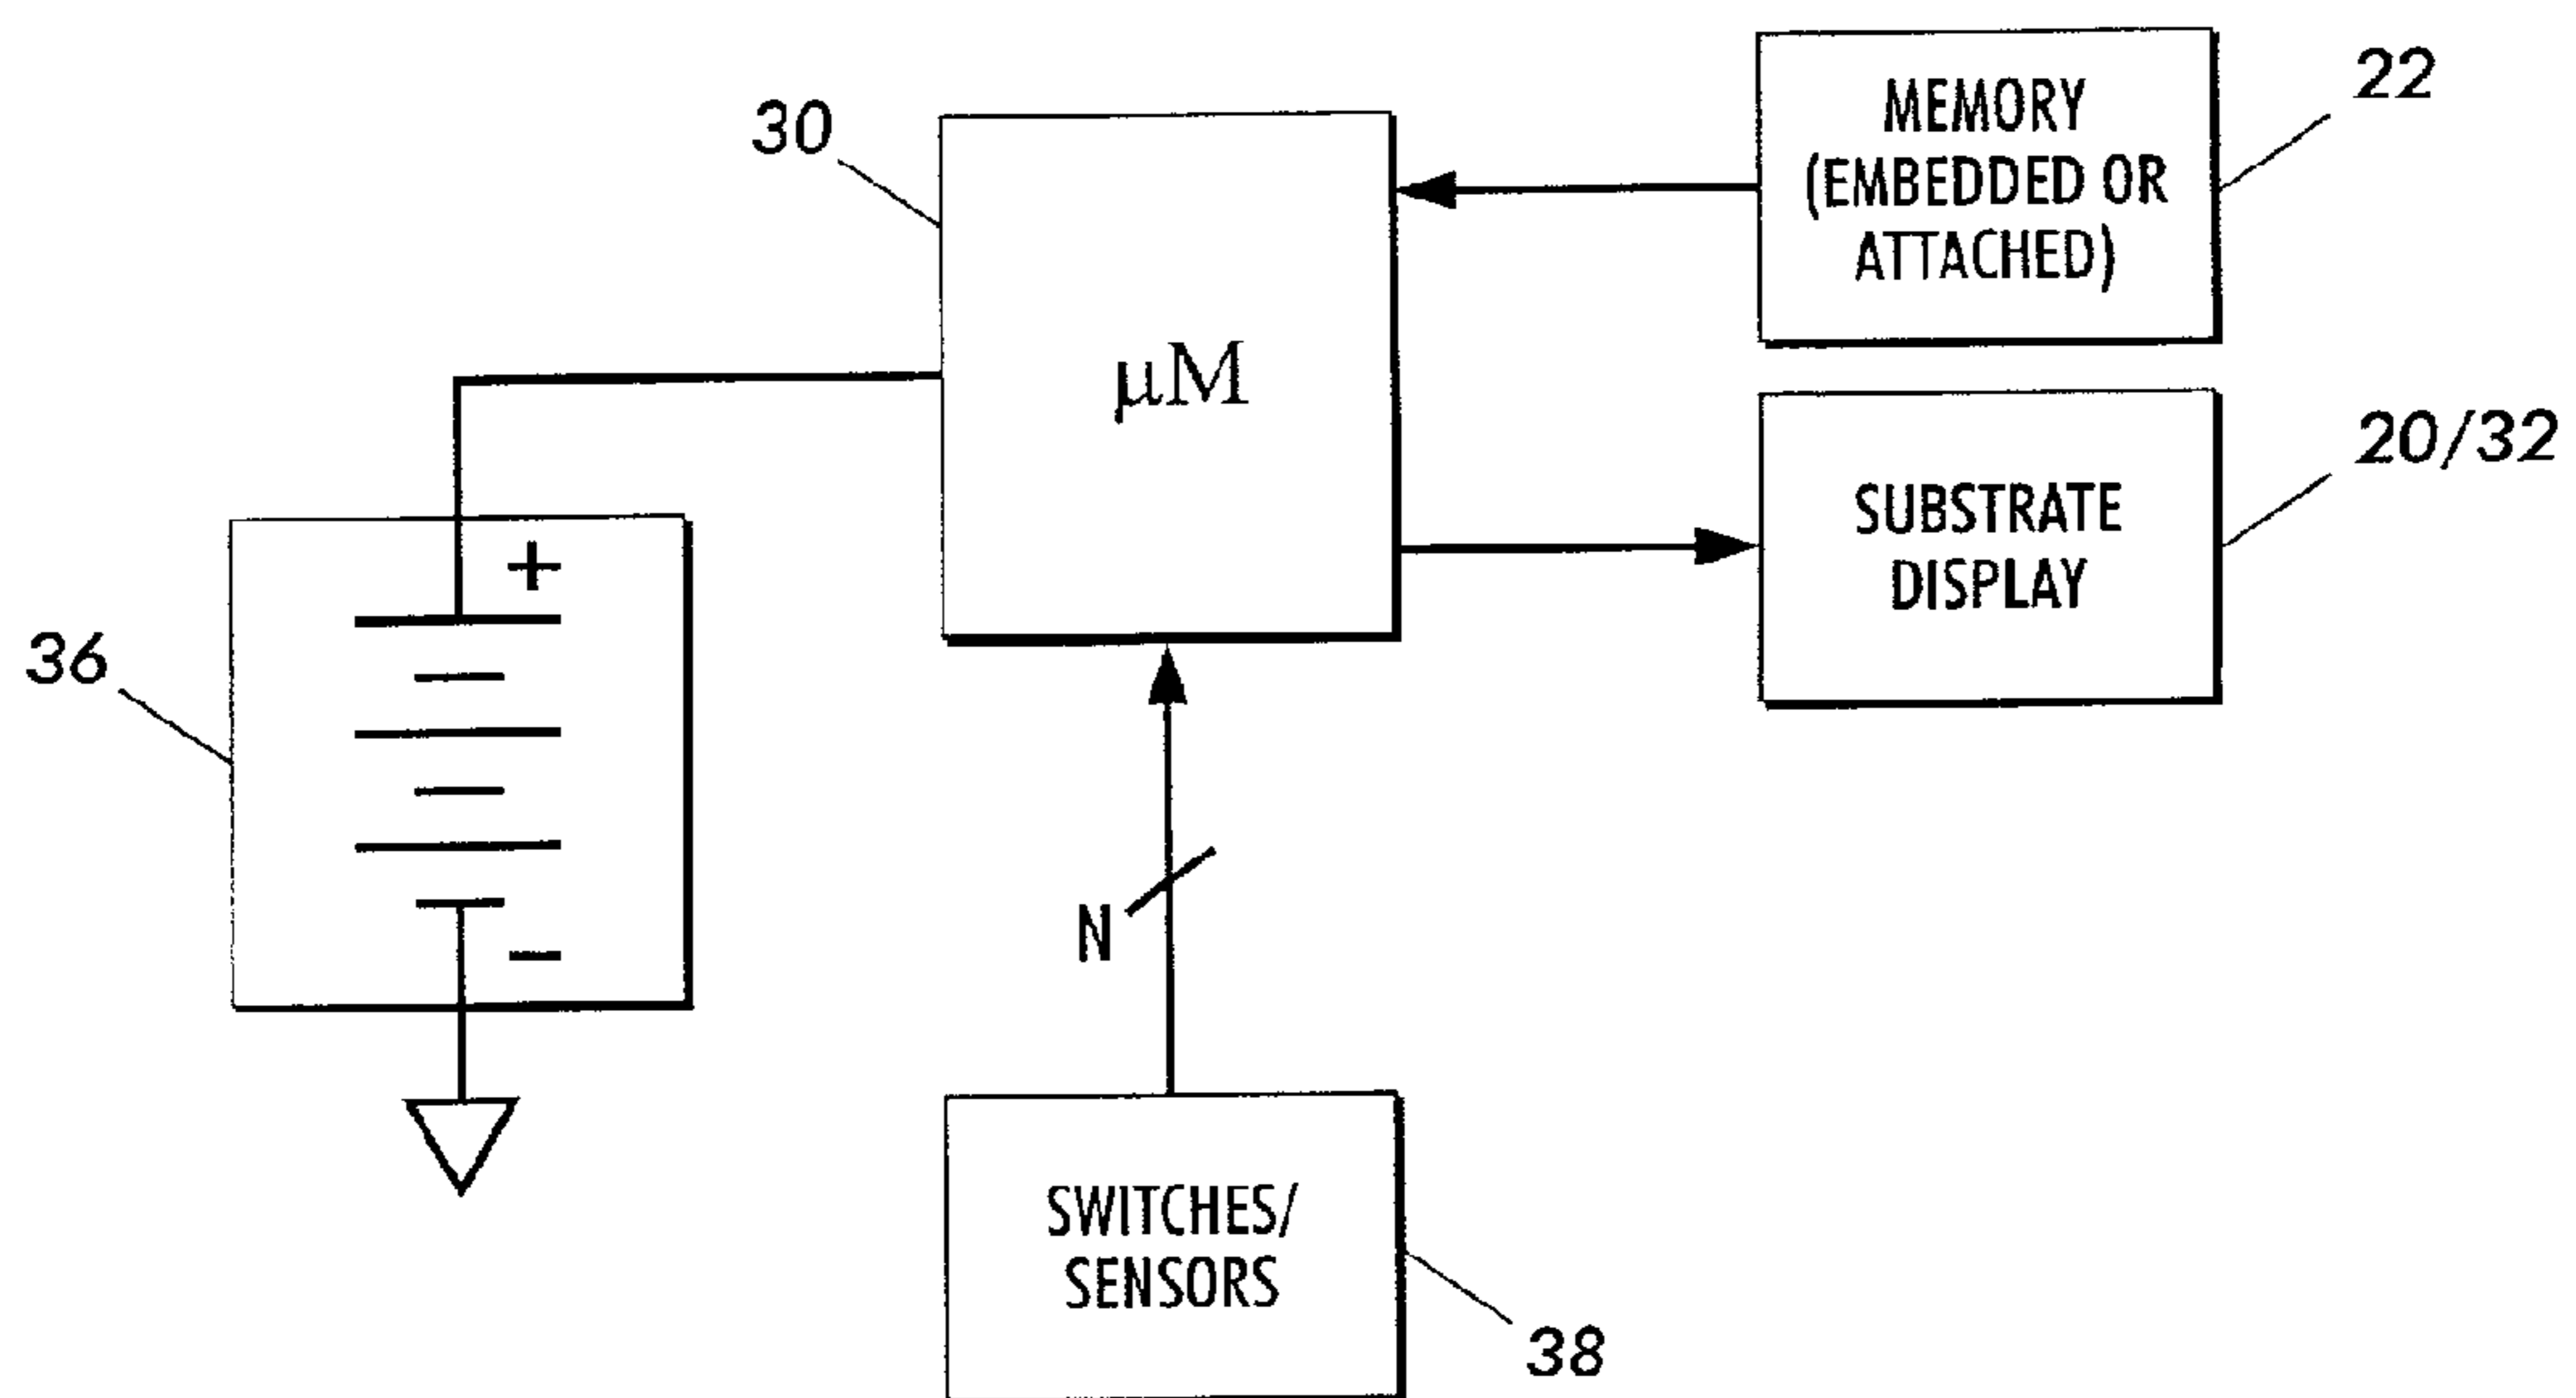 30
MEMORY
(EMBEDDED OR
ATTACHED)
22
µM
20/32
SUBSTRATE
DISPLAY
+
36
N
−
SWITCHES/
SENSORS
38